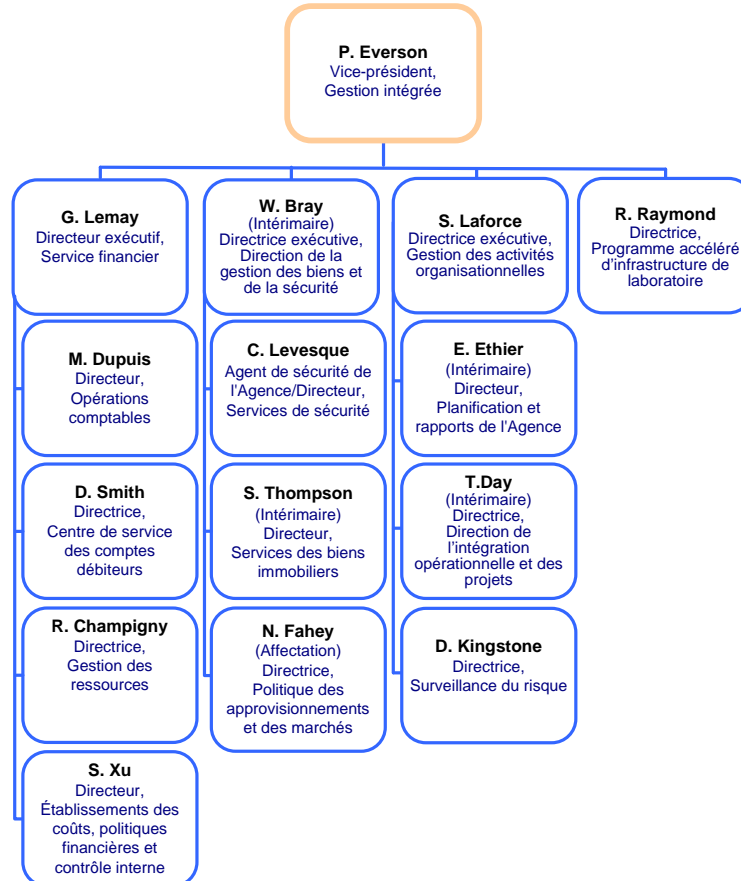 P. Everson
Vice-président,
Gestion intégrée
G. Lemay
Directeur exécutif,
Service financier
W. Bray
(Intérimaire)
Directrice exécutive,
Direction de la
gestion des biens et
de la sécurité
S. Laforce
Directrice exécutive,
Gestion des activités
organisationnelles
R. Raymond
Directrice,
Programme accéléré
d'infrastructure de
laboratoire
M. Dupuis
Directeur,
Opérations
comptables
C. Levesque
Agent de sécurité de
l'Agence/Directeur,
Services de sécurité
E. Ethier
(Intérimaire)
Directeur,
Planification et
rapports de l'Agence
D. Smith
Directrice,
Centre de service
des comptes
débiteurs
S. Thompson
(Intérimaire)
Directeur,
Services des biens
immobiliers
T.Day
(Intérimaire)
Directrice,
Direction de
l'intégration
opérationnelle et des
projets
R. Champigny
Directrice,
Gestion des
ressources
N. Fahey
(Affectation)
Directrice,
Politique des
approvisionnements
et des marchés
D. Kingstone
Directrice,
Surveillance du risque
S. Xu
Directeur,
Établissements des
coûts, politiques
financières et
contrôle interne